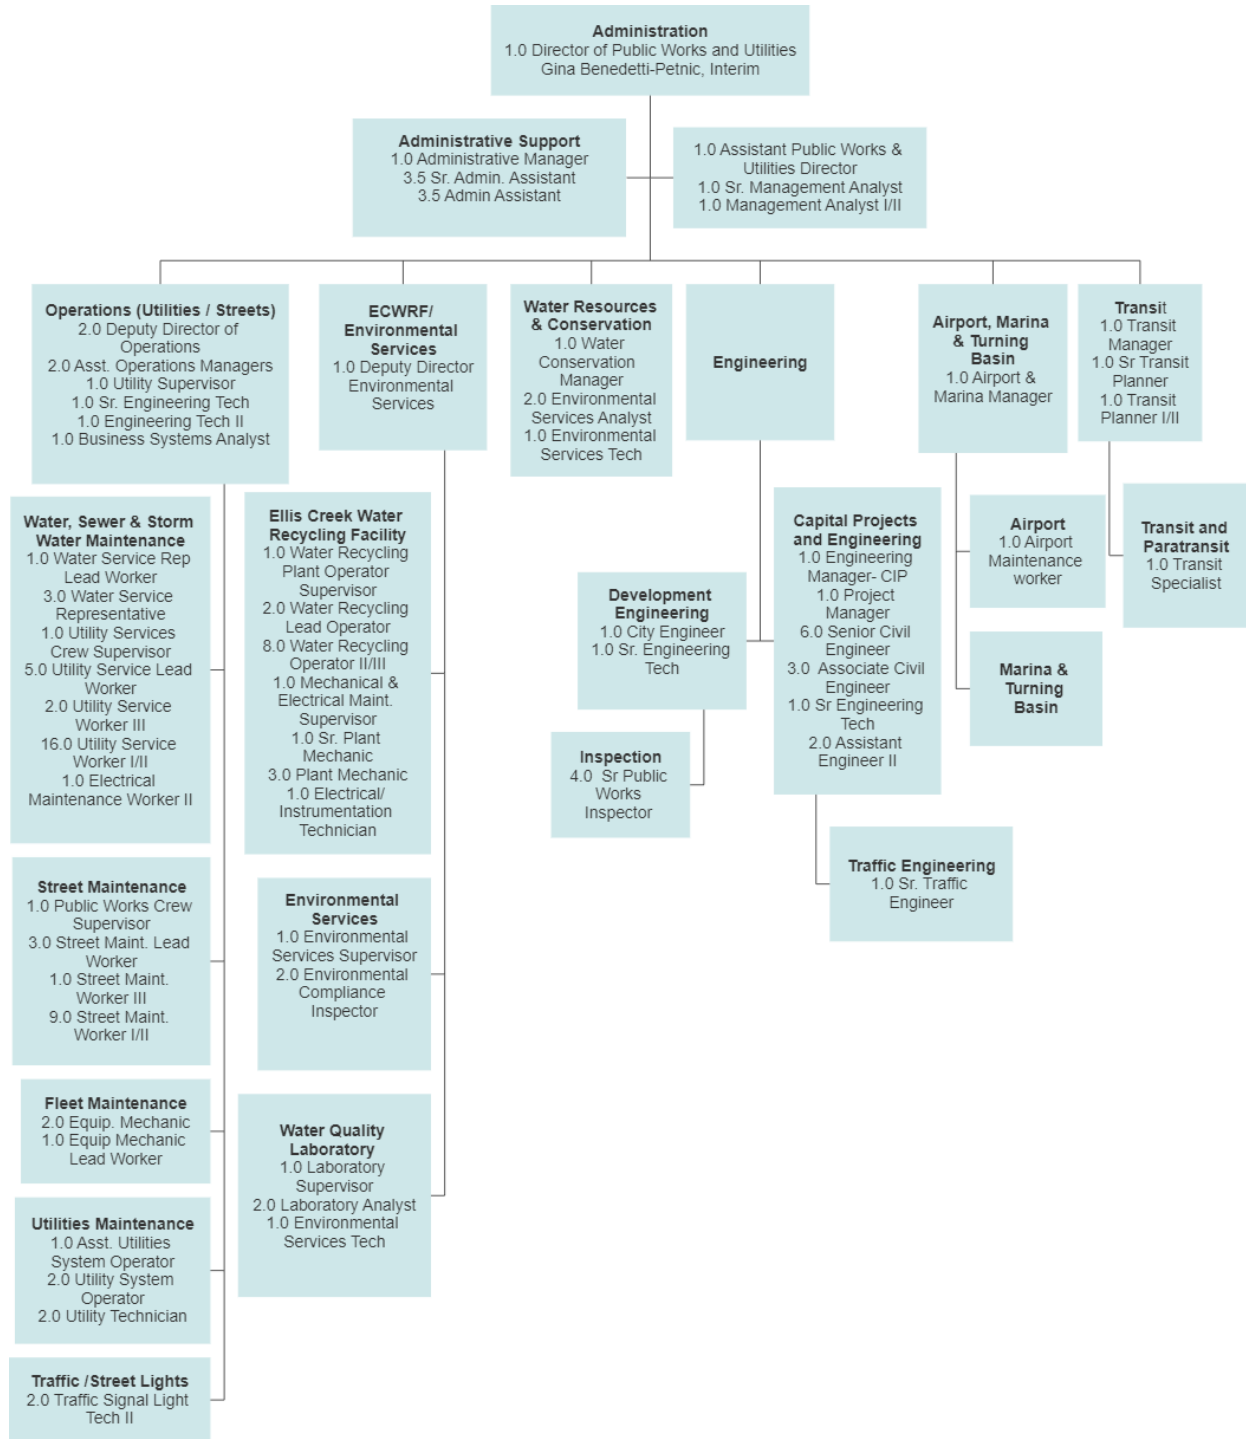 Administration
1.0 Director of Public Works and Utilities
Gina Benedetti-Petnic, Interim
Administrative Support
1.0 Administrative Manager
3.5 Sr. Admin. Assistant
3.5 Admin Assistant
1.0 Assistant Public Works &
Utilities Director
1.0 Sr. Management Analyst
1.0 Management Analyst I/II
Operations (Utilities / Streets)
2.0 Deputy Director of
Operations
2.0 Asst. Operations Managers
1.0 Utility Supervisor
1.0 Sr. Engineering Tech
1.0 Engineering Tech II
1.0 Business Systems Analyst
ECWRF/
Environmental
Services
1.0 Deputy Director
Environmental
Services
Water Resources
& Conservation
1.0 Water
Conservation
Manager
2.0 Environmental
Services Analyst
1.0 Environmental
Services Tech
Engineering
Airport, Marina
& Turning
Basin
1.0 Airport &
Marina Manager
Transit
1.0 Transit
Manager
1.0 Sr Transit
Planner
1.0 Transit
Planner I/II
Water, Sewer & Storm
Water Maintenance
1.0 Water Service Rep
Lead Worker
3.0 Water Service
Representative
1.0 Utility Services
Crew Supervisor
5.0 Utility Service Lead
Worker
2.0 Utility Service
Worker III
16.0 Utility Service
Worker I/II
1.0 Electrical
Maintenance Worker II
Ellis Creek Water
Recycling Facility
1.0 Water Recycling
Plant Operator
Supervisor
2.0 Water Recycling
Lead Operator
8.0 Water Recycling
Operator II/III
1.0 Mechanical &
Electrical Maint.
Supervisor
1.0 Sr. Plant
Mechanic
3.0 Plant Mechanic
1.0 Electrical/
Instrumentation
Technician
Development
Engineering
1.0 City Engineer
1.0 Sr. Engineering
Tech
Capital Projects
and Engineering
1.0 Engineering
Manager- CIP
1.0 Project
Manager
6.0 Senior Civil
Engineer
3.0 Associate Civil
Engineer
1.0 Sr Engineering
Tech
2.0 Assistant
Engineer II
Airport
1.0 Airport
Maintenance
worker
Transit and
Paratransit
1.0 Transit
Specialist
Marina &
Turning
Basin
Inspection
4.0 Sr Public
Works
Inspector
Traffic Engineering
1.0 Sr. Traffic
Engineer
Street Maintenance
1.0 Public Works Crew
Supervisor
3.0 Street Maint. Lead
Worker
1.0 Street Maint.
Worker III
9.0 Street Maint.
Worker I/II
Environmental
Services
1.0 Environmental
Services Supervisor
2.0 Environmental
Compliance
Inspector
Fleet Maintenance
2.0 Equip. Mechanic
1.0 Equip Mechanic
Lead Worker
Water Quality
Laboratory
1.0 Laboratory
Supervisor
2.0 Laboratory Analyst
1.0 Environmental
Services Tech
Utilities Maintenance
1.0 Asst. Utilities
System Operator
2.0 Utility System
Operator
2.0 Utility Technician
Traffic /Street Lights
2.0 Traffic Signal Light
Tech II